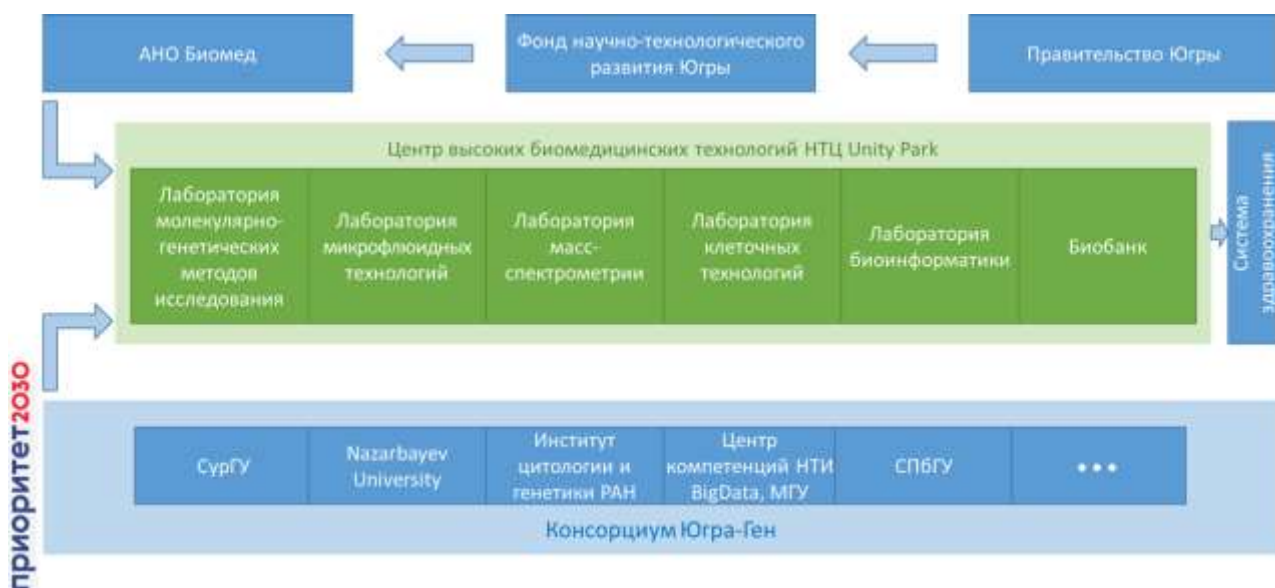 АНО Биомед
Фонд научно-технологического
развития Югры
Правительство Югры
Центр высоких биомедицинских технологий НТЦ Unity Park
Лаборатория
молекулярно-
генетических
методов
исследования
Лаборатория
микрофлюидных
технологий
Лаборатория
масс-
спектрометрии
Лаборатория
клеточных
технологий
Лаборатория
биоинформатики
Биобанк
Система
здравоохранения
приоритет2030
СурГУ
Nazarbayev
University
Институт
цитологии и
генетики РАН
Центр
компетенций НТИ
BigData, МГУ
СПбГУ
•••
Консорциум Югра-Ген